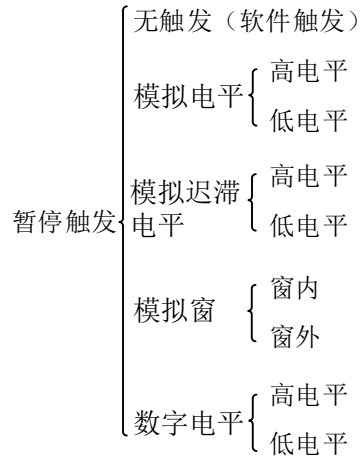 无触发（软件触发）
模拟电平
高电平
低电平
模拟迟滞
电平
高电平
低电平
暂停触发
模拟窗
窗内
窗外
数字电平
高电平
低电平